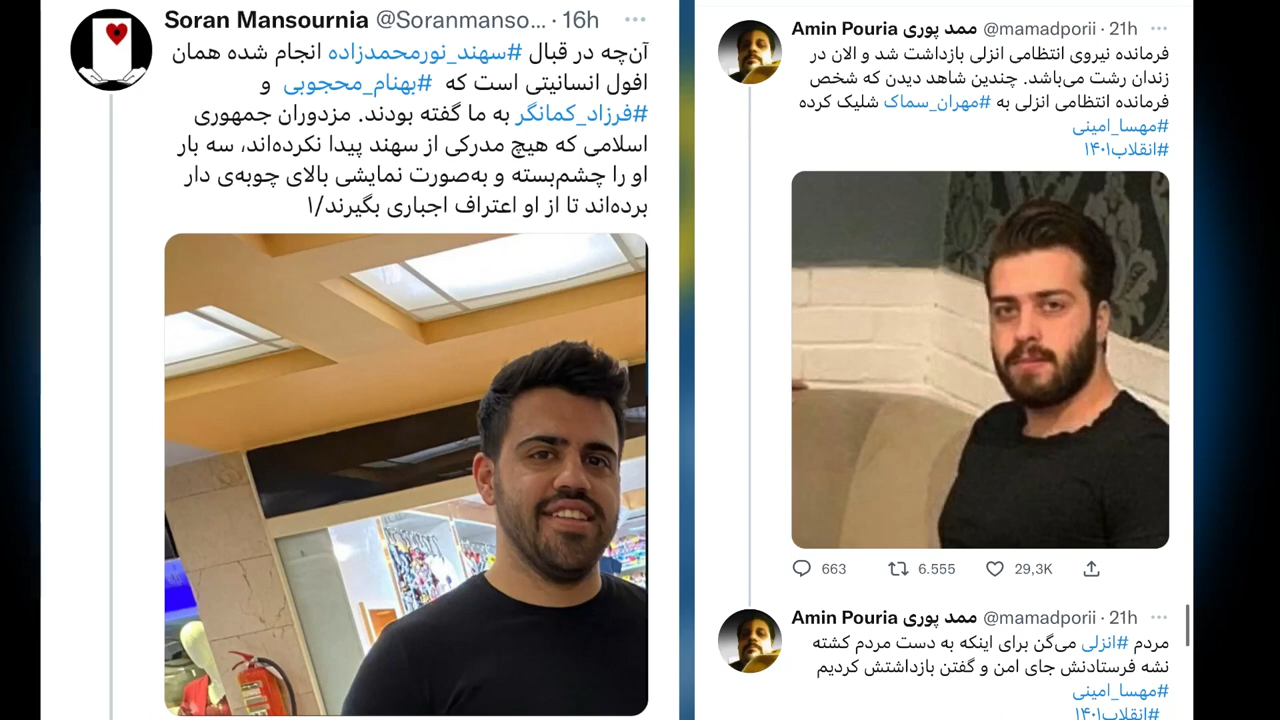 Soran Mansournia @Soranmanso... · 16h
آن‌چه در قبال #سهند_نورمحمدزاده انجام شده همان
افول انسانیتی است که #بهنام_محجوبی و
#فرزاد_کمانگر به ما گفته بودند. مزدوران جمهوری
اسلامی که هیچ مدرکی از سهند پیدا نکرده‌اند، سه بار
او را چشم‌بسته و به‌صورت نمایشی بالای چوبه‌ی دار
برده‌اند تا از او اعتراف اجباری بگیرند/۱
Amin Pouria ممد پوری @mamadporii · 21h
فرمانده نیروی انتظامی انزلی بازداشت شد و الان در
زندان رشت می‌باشد. چندین شاهد دیدن که شخص
فرمانده انتظامی انزلی به #مهران_سماک شلیک کرده
#مهسا_امینی
#انقلاب۱۴۰۱
663 6.555 29,3K
Amin Pouria ممد پوری @mamadporii · 21h
مردم #انزلی می‌گن برای اینکه به دست مردم کشته
نشه فرستادنش جای امن و گفتن بازداشتش کردیم
#مهسا_امینی
#انقلاب۱۴۰۱